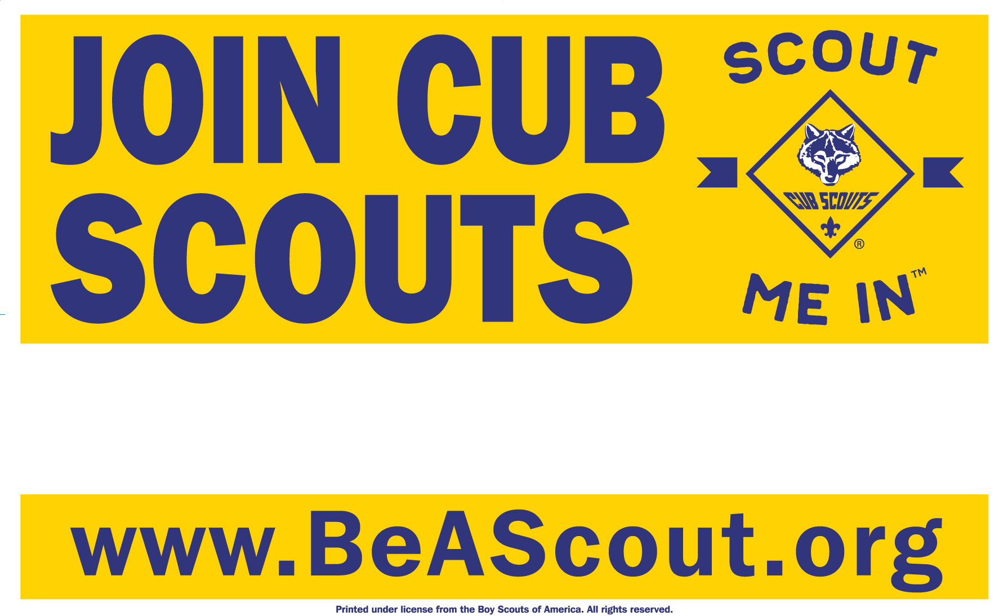 JOIN CUB
SCOUTS
SCOUT
CUB SCOUTS
®
ME IN™
www.BeAScout.org
Printed under license from the Boy Scouts of America. All rights reserved.